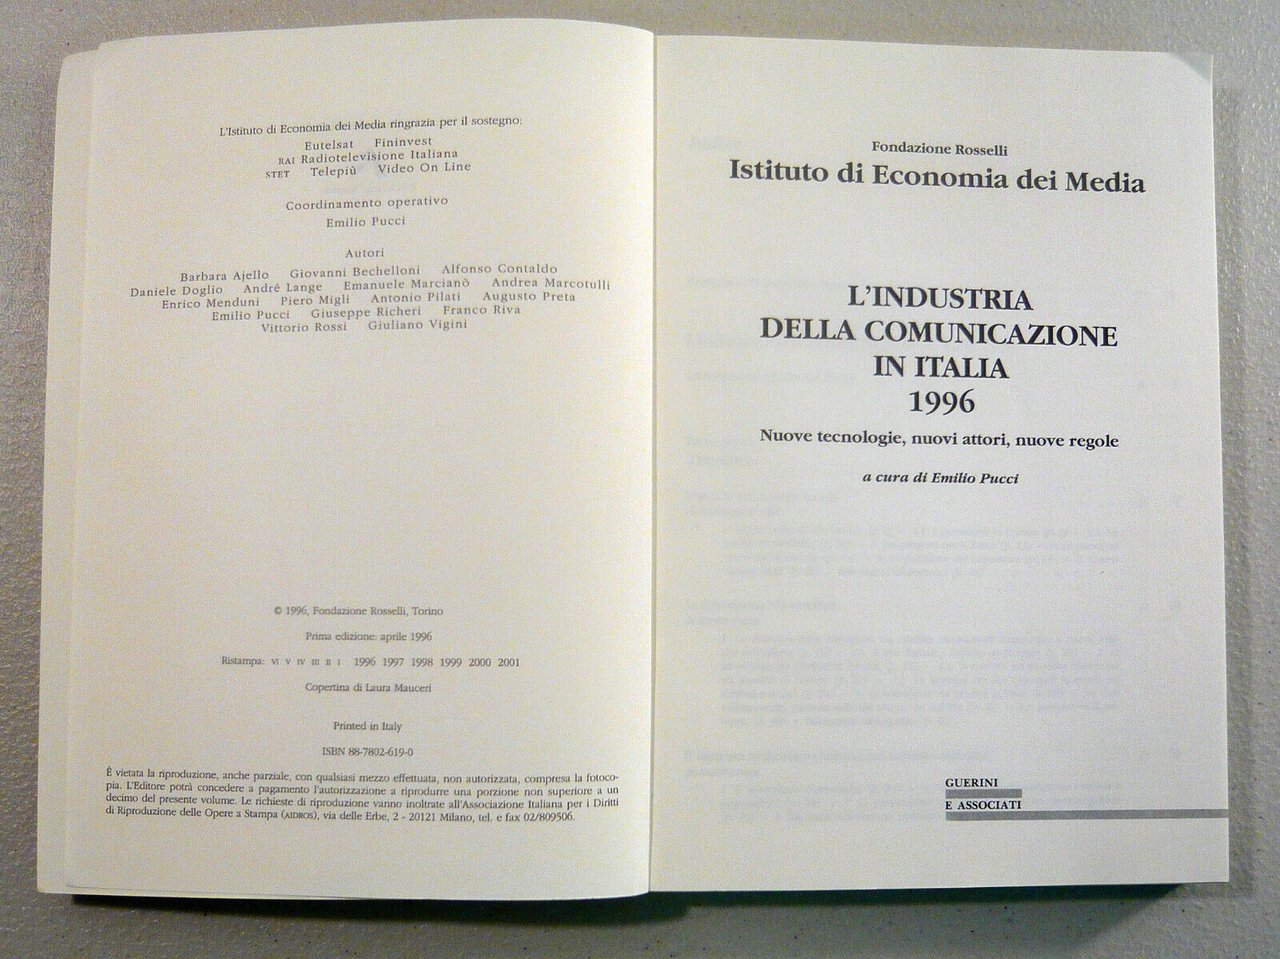 L'Istituto di Economia dei Media ringrazia per il sostegno:
Eutelsat Fininvest
RAI Radiotelevisione Italiana
STET Telepiù Video On Line
Coordinamento operativo
Emilio Pucci
Autori
Barbara Ajello Giovanni Bechelloni Alfonso Contaldo
Daniele Doglio André Lange Emanuele Marcianò Andrea Marcotulli
Enrico Menduni Piero Migli Antonio Pilati Augusto Preta
Emilio Pucci Giuseppe Richeri Franco Riva
Vittorio Rossi Giuliano Vigini
© 1996, Fondazione Rosselli, Torino
Prima edizione: aprile 1996
Ristampa: VI V IV III II I 1996 1997 1998 1999 2000 2001
Copertina di Laura Mauceri
Printed in Italy
ISBN 88-7802-619-0
È vietata la riproduzione, anche parziale, con qualsiasi mezzo effettuata, non autorizzata, compresa la fotoco-
pia. L'Editore potrà concedere a pagamento l'autorizzazione a riprodurre una porzione non superiore a un
decimo del presente volume. Le richieste di riproduzione vanno inoltrate all'Associazione Italiana per i Diritti
di Riproduzione delle Opere a Stampa (AIDROS), via delle Erbe, 2 - 20121 Milano, tel. e fax 02/809506.
Fondazione Rosselli
Istituto di Economia dei Media
L'INDUSTRIA
DELLA COMUNICAZIONE
IN ITALIA
1996
Nuove tecnologie, nuovi attori, nuove regole
a cura di Emilio Pucci
GUERINI
E ASSOCIATI